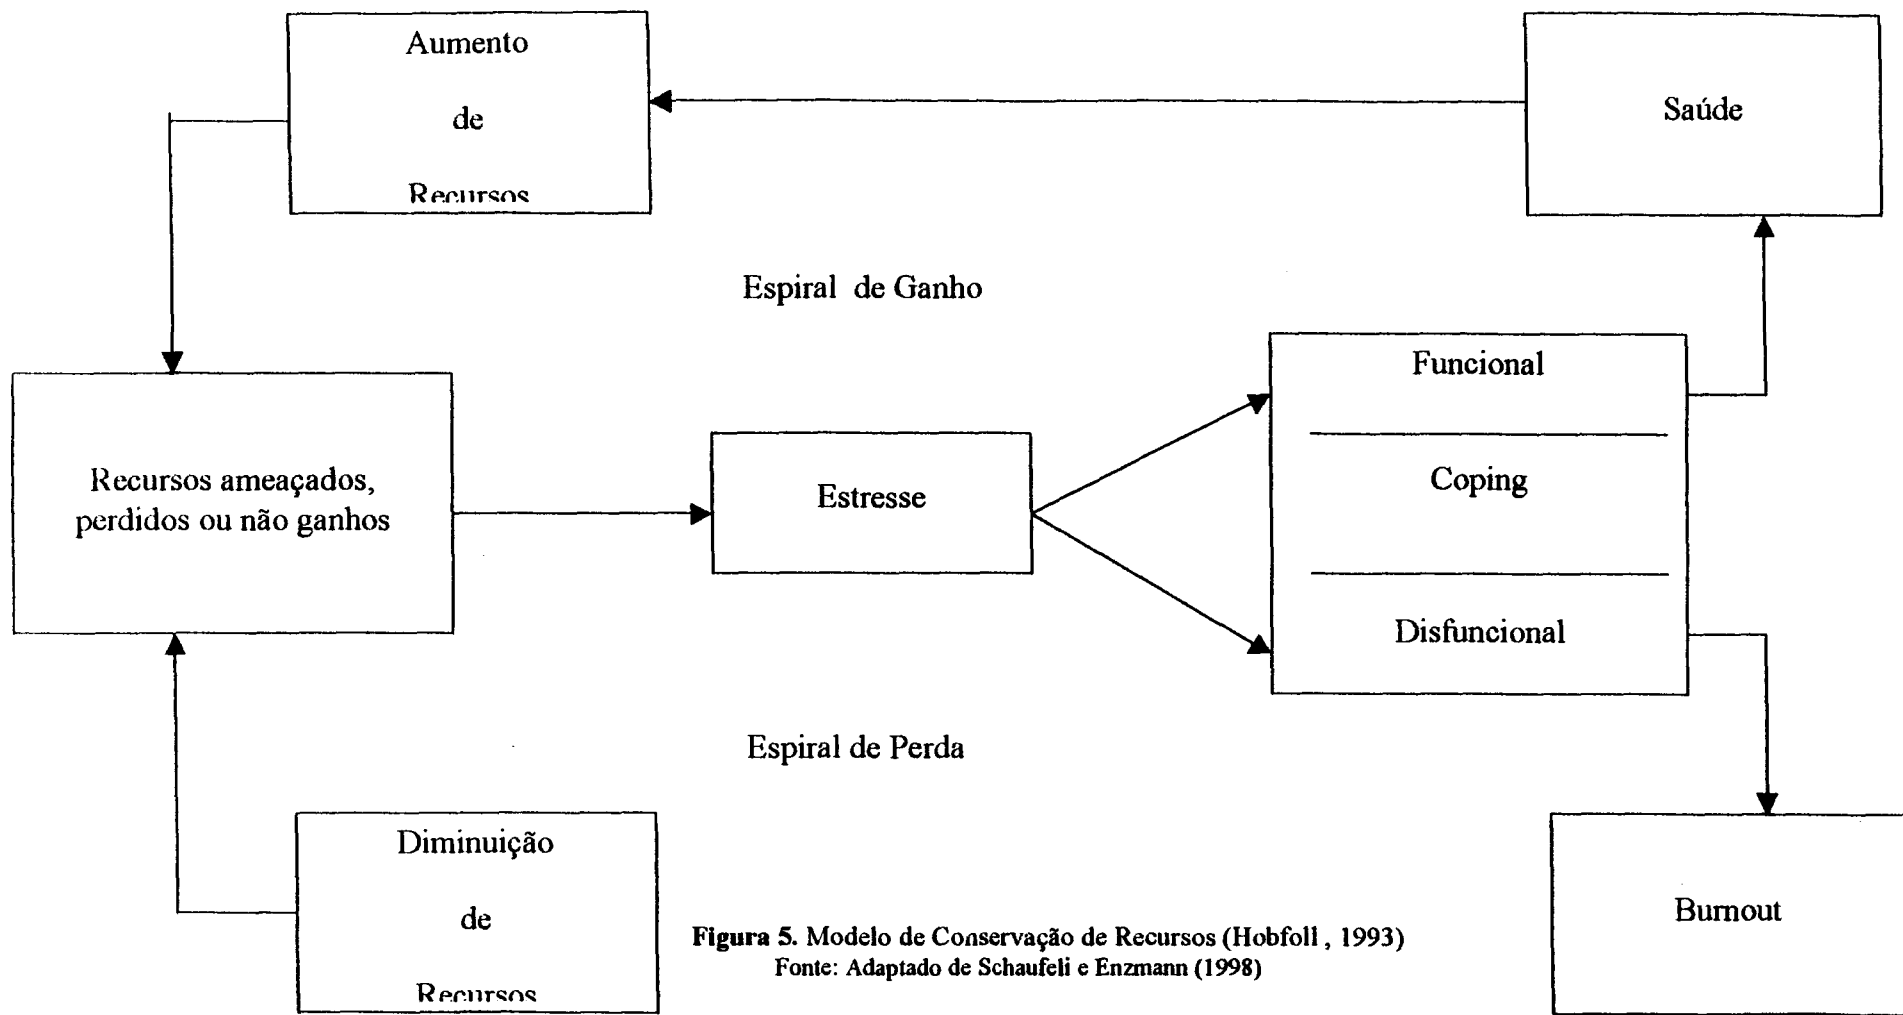 Aumento
de
Recursos
Saúde
Espiral de Ganho
Funcional
Recursos ameaçados,
perdidos ou não ganhos
Estresse
Coping
Disfuncional
Espiral de Perda
Diminuição
de
Recursos
Burnout
Figura 5. Modelo de Conservação de Recursos (Hobfoll , 1993)
Fonte: Adaptado de Schaufeli e Enzmann (1998)